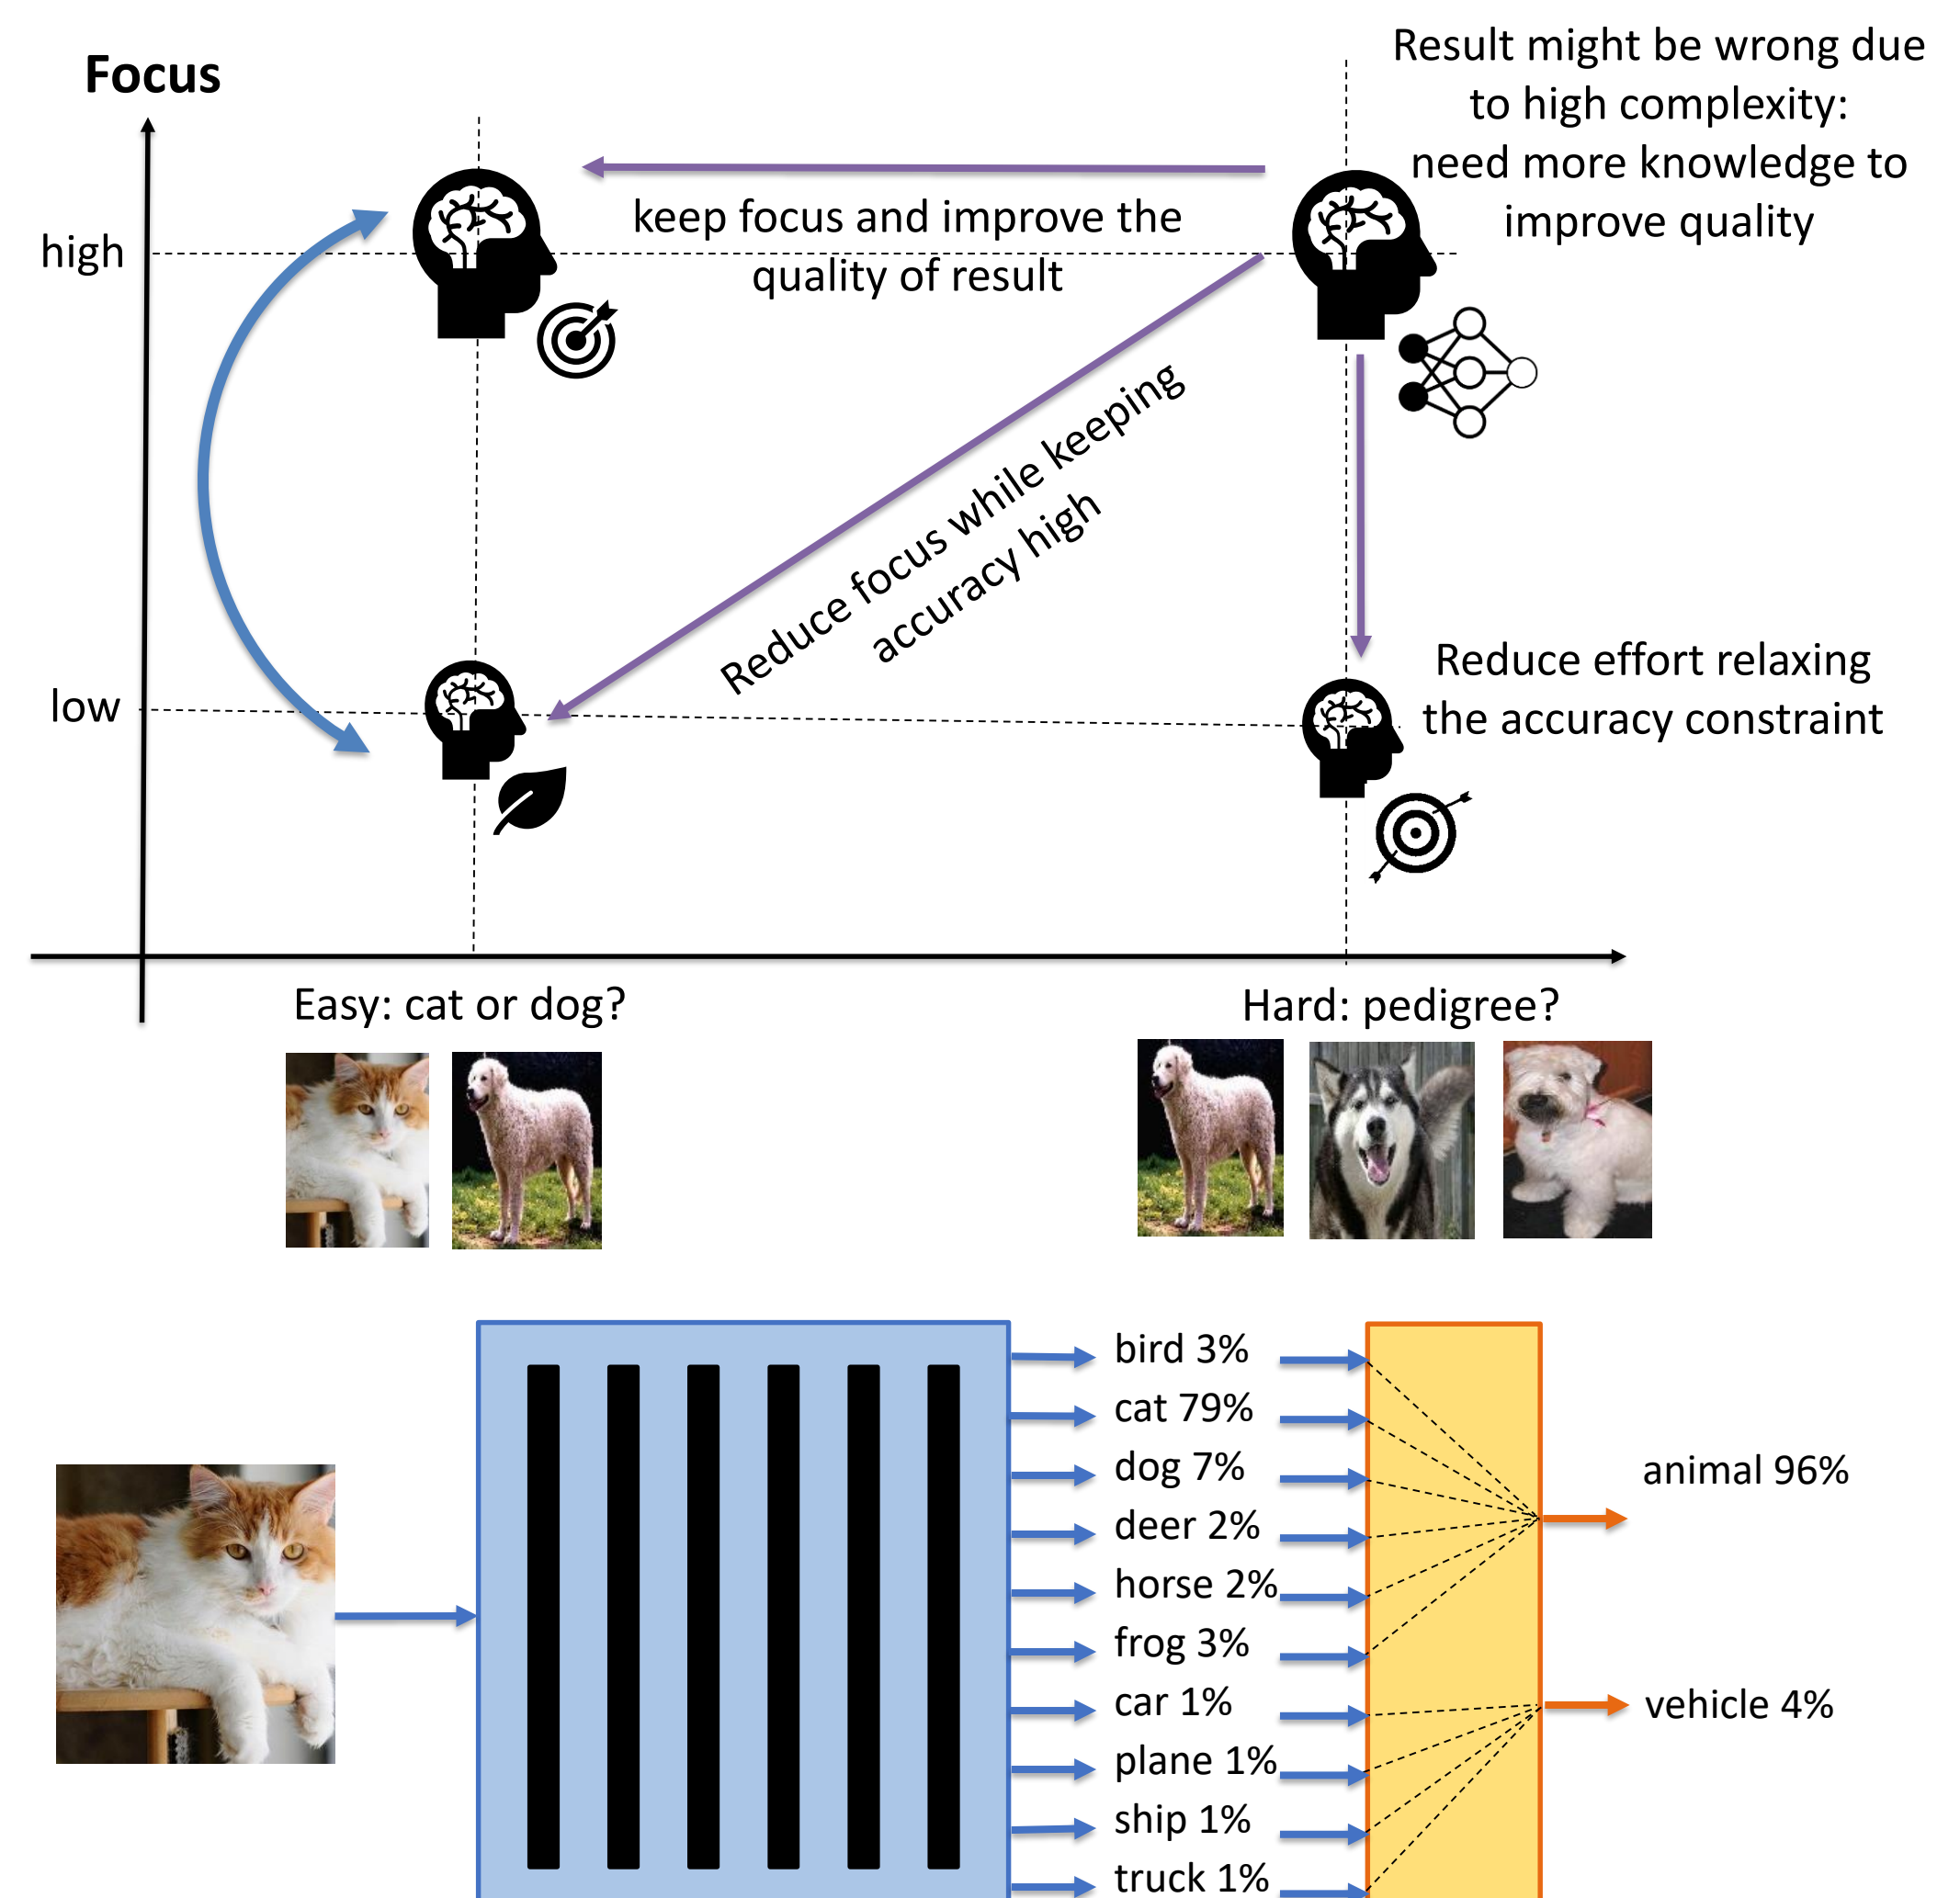 Focus
Result might be wrong due
to high complexity:
need more knowledge to
improve quality
high
keep focus and improve the
quality of result
Reduce focus while keeping
accuracy high
low
Reduce effort relaxing
the accuracy constraint
Easy: cat or dog?
Hard: pedigree?
bird 3%
cat 79%
dog 7%
deer 2%
horse 2%
frog 3%
car 1%
plane 1%
ship 1%
truck 1%
animal 96%
vehicle 4%